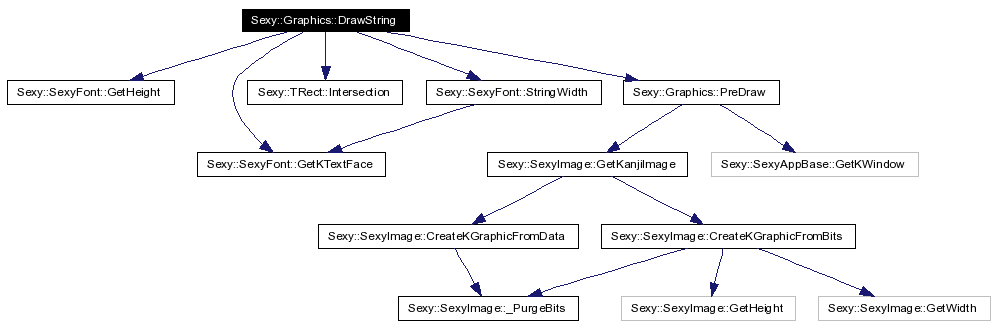 Sexy::Graphics::DrawString
Sexy::SexyFont::GetHeight
Sexy::TRect::Intersection
Sexy::SexyFont::StringWidth
Sexy::Graphics::PreDraw
Sexy::SexyFont::GetKTextFace
Sexy::SexyImage::GetKanjiImage
Sexy::SexyAppBase::GetKWindow
Sexy::SexyImage::CreateKGraphicFromData
Sexy::SexyImage::CreateKGraphicFromBits
Sexy::SexyImage::_PurgeBits
Sexy::SexyImage::GetHeight
Sexy::SexyImage::GetWidth